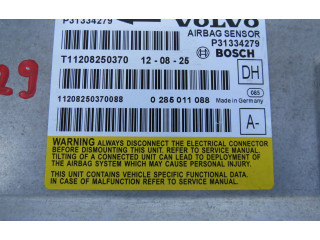 P31334279 VOLVO
AIRBAG SENSOR
P31334279
T11208250370 12-08-25 BOSCH
DH
085
11208250370088 0 285 011 088 Made in Germany
A-
29
WARNING ALWAYS DISCONNECT THE ELECTRICAL CONNECTOR
BEFORE DISMOUNTING THIS UNIT. REFER TO SERVICE MANUAL.
TILTING OF A CONNECTED UNIT CAN LEAD TO DEPLOYMENT OF
THE AIRBAG SYSTEM WHICH MAY CAUSE PERSONAL INJURY.
THIS UNIT CONTAINS VEHICLE SPECIFIC FUNCTIONAL DATA.
IN CASE OF MALFUNCTION REFER TO SERVICE MANUAL.